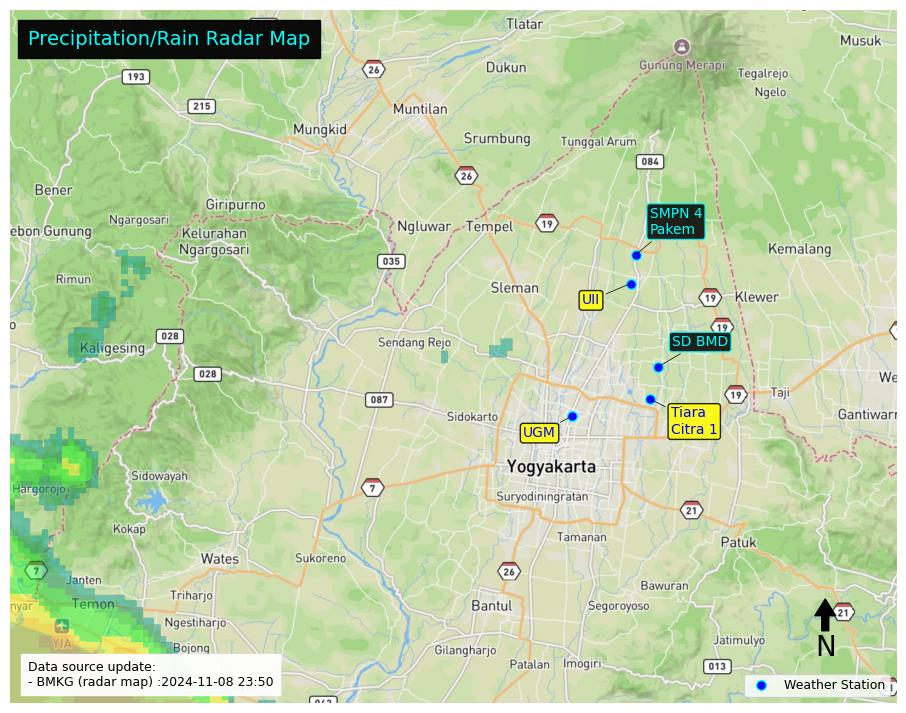 Precipitation/Rain Radar Map
Tlatar
Musuk
26
Dukun
Gunung Merapi
193
Tegalrejo
Ngelo
215
Muntilan
Mungkid
Srumbung
Tunggal Arum
084
26
Bener
Giripurno
SMPN 4
Pakem
Ngargosari
ebon Gunung
Kelurahan
Ngargosari
Ngluwar
Tempel
19
Kemalang
035
Rimun
Sleman
UII
19
Klewer
19
028
Kaligesing
Sendang Rejo
SD BMD
028
We
087
19
Taji
Sidokarto
Tiara
Citra 1
Gantiwarn
UGM
Yogyakarta
Sidowayah
Hargorojo
7
Suryodiningratan
21
Kokap
Tamanan
Patuk
Wates
Sukoreno
7
26
Janten
Bawuran
Triharjo
nyar
Temon
Bantul
Segoroyoso
21
YIA
Ngestiharjo
Jatimulyo
N
Bojong
Gilangharjo
Patalan
Imogiri
013
Data source update:
- BMKG (radar map) :2024-11-08 23:50
Weather Station